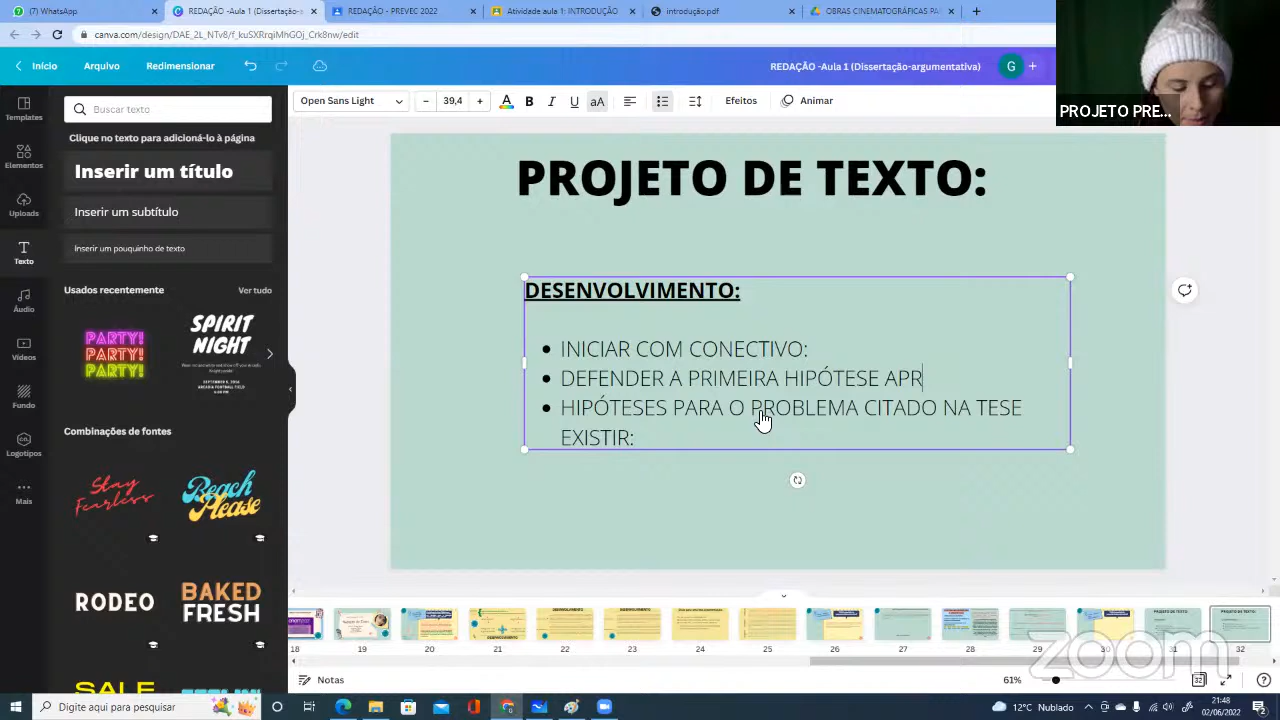 (7) WhatsApp
REDAÇÃO -Aula 1 (Dissertação-
REDAÇÃO - PREVEC 2022
Atividade aula 1: INTRODUÇÃO
introdução.pdf
OBRAS CINEMATOGRÁFICAS PA
canva.com/design/DAE_2L_NTv8/f_kuSXRrqiMnGOj_Crk8nw/edit
Início
Arquivo
Redimensionar
REDAÇÃO -Aula 1 (Dissertação-argumentativa)
G
PROJETO PRE...
Templates
Elementos
Uploads
Texto
Áudio
Vídeos
Fundo
Logotipos
Mais
Buscar texto
Clique no texto para adicioná-lo à página
Inserir um título
Inserir um subtítulo
Inserir um pouquinho de texto
Usados recentemente
Ver tudo
PARTY!
PARTY!
PARTY!
SPIRIT
NIGHT
Combinações de fontes
Stay
Fearless
Beach
Please
RODEO
BAKED
FRESH
SALE
Open Sans Light
39,4
A
B
I
U
aA
Efeitos
Animar
PROJETO DE TEXTO:
DESENVOLVIMENTO:
INICIAR COM CONECTIVO:
DEFENDER A PRIMEIRA HIPÓTESE APR
HIPÓTESES PARA O PROBLEMA CITADO NA TESE
EXISTIR:
18
19
20
21
22
23
24
25
26
27
28
29
30
31
32
zoom
Notas
61%
32
Digite aqui para pesquisar
12°C Nublado
21:48
02/06/2022